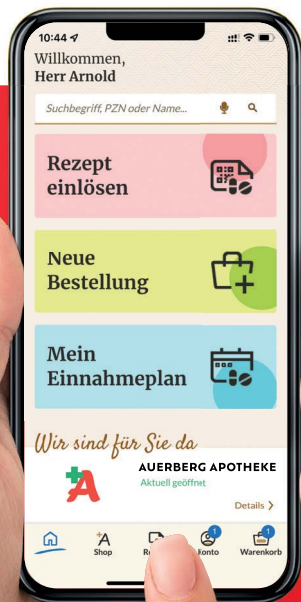 10:44
Willkommen,
Herr Arnold
Suchbegriff, PZN oder Name...
Rezept
einlösen
Neue
Bestellung
Mein
Einnahmeplan
Wir sind für Sie da
A
AUERBERG APOTHEKE
Aktuell geöffnet
Details >
1
1
A
Shop
Konto
Warenkorb